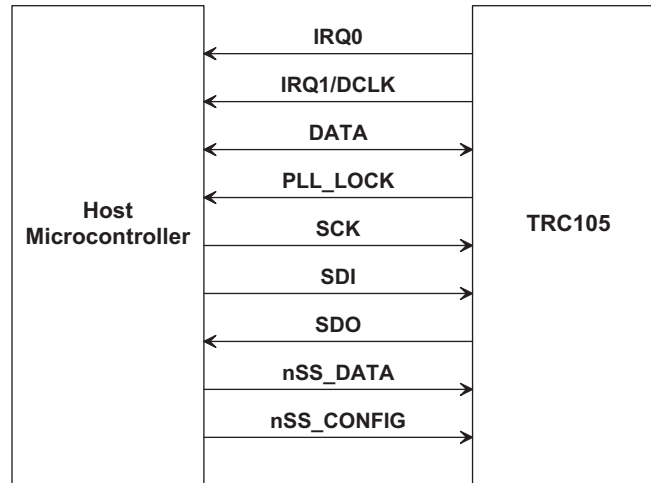 IRQ0
IRQ1/DCLK
DATA
PLL_LOCK
Host
Microcontroller
TRC105
SCK
SDI
SDO
nSS_DATA
nSS_CONFIG